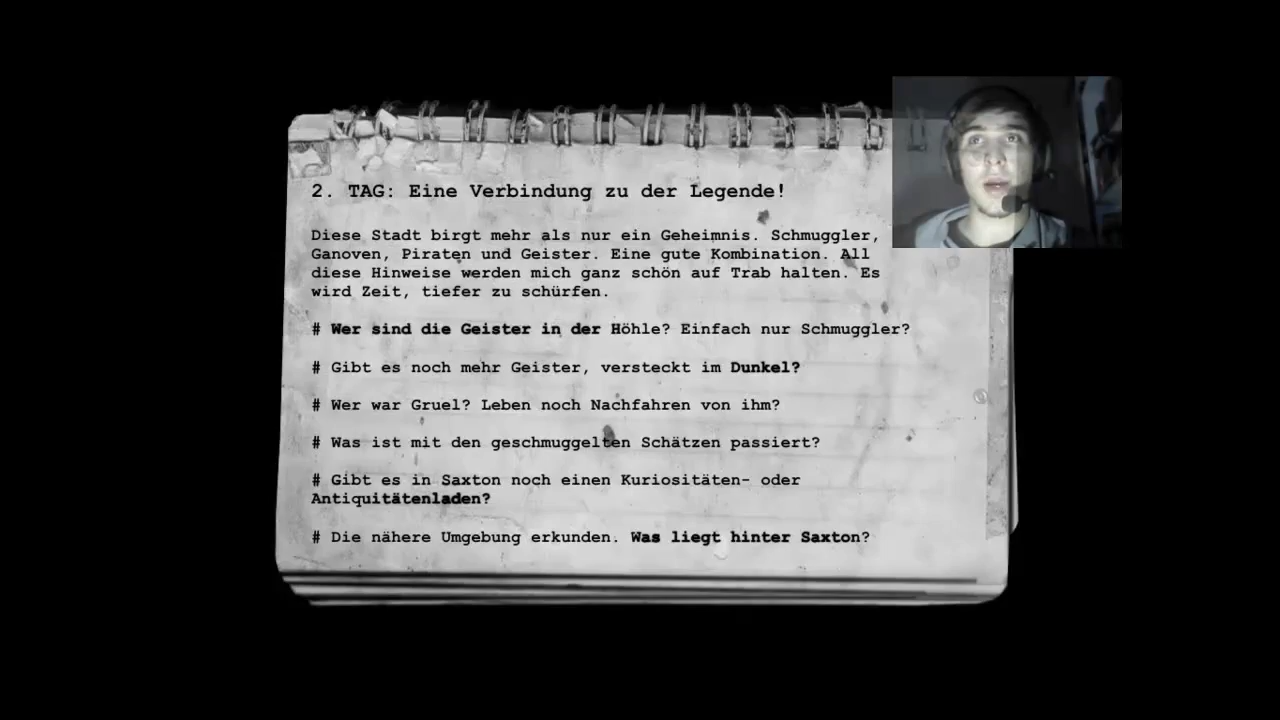 2. TAG: Eine Verbindung zu der Legende!
Diese Stadt birgt mehr als nur ein Geheimnis. Schmuggler,
Ganoven, Piraten und Geister. Eine gute Kombination. All
diese Hinweise werden mich ganz schön auf Trab halten. Es
wird Zeit, tiefer zu schürfen.
# Wer sind die Geister in der Höhle? Einfach nur Schmuggler?
# Gibt es noch mehr Geister, versteckt im Dunkel?
# Wer war Gruel? Leben noch Nachfahren von ihm?
# Was ist mit den geschmuggelten Schätzen passiert?
# Gibt es in Saxton noch einen Kuriositäten- oder
Antiquitätenladen?
# Die nähere Umgebung erkunden. Was liegt hinter Saxton?